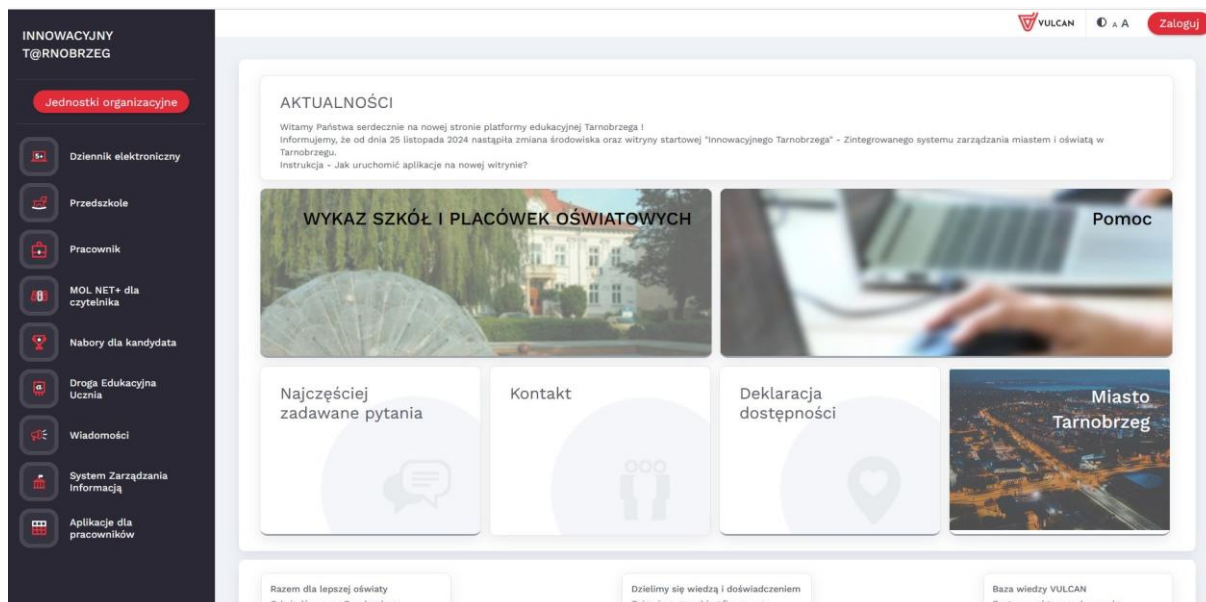 INNOWACYJNY
T@RNOBRZEG
Jednostki organizacyjne
Dziennik elektroniczny
Przedszkole
Pracownik
MOL NET+ dla
czytelnika
Nabory dla kandydata
Droga Edukacyjna
Ucznia
Wiadomości
System Zarządzania
Informacją
Aplikacje dla
pracowników
VULCAN
A A
Zaloguj
AKTUALNOŚCI
Witamy Państwa serdecznie na nowej stronie platformy edukacyjnej Tarnobrzega !
Informujemy, że od dnia 25 listopada 2024 nastąpiła zmiana środowiska oraz witryny startowej "Innowacyjnego Tarnobrzega" - Zintegrowanego systemu zarządzania miastem i oświatą w
Tarnobrzegu.
Instrukcja - Jak uruchomić aplikacje na nowej witrynie?
WYKAZ SZKÓŁ I PLACÓWEK OŚWIATOWYCH
Pomoc
Najczęściej
zadawane pytania
Kontakt
Deklaracja
dostępności
Miasto
Tarnobrzeg
Razem dla lepszej oświaty
Dzielimy się wiedzą i doświadczeniem
Baza wiedzy VULCAN